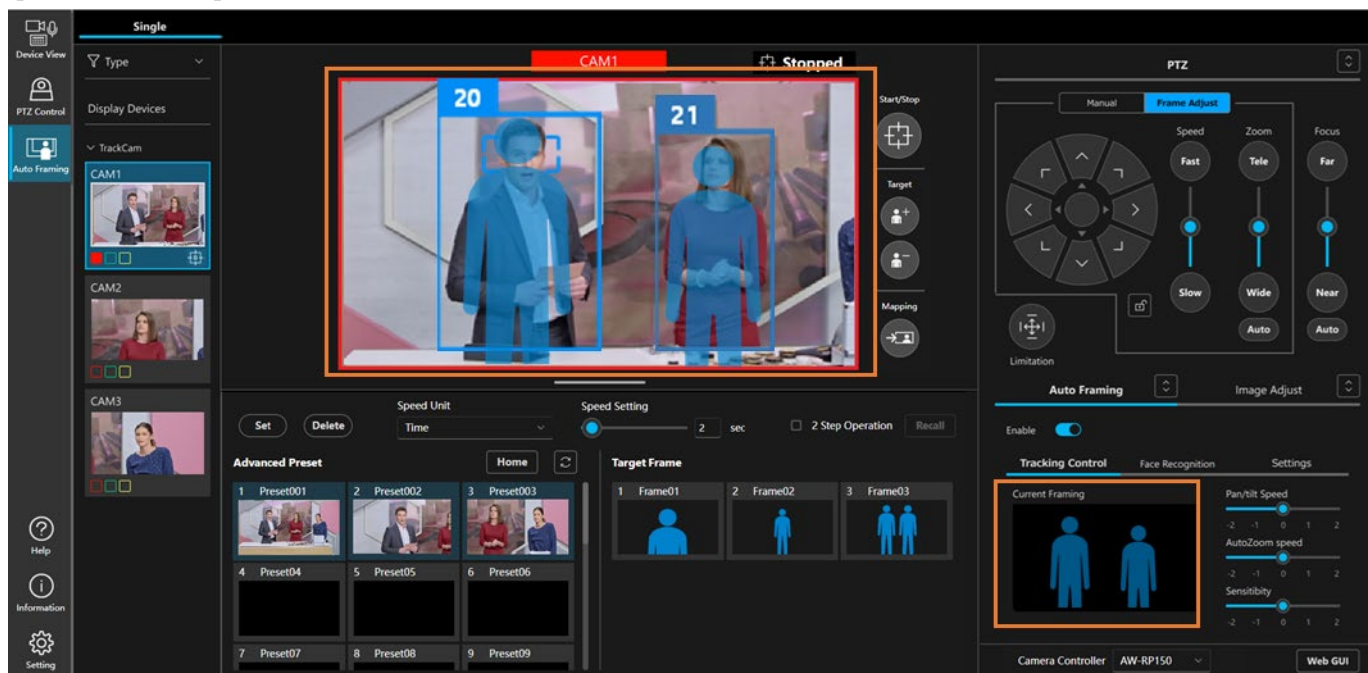 Single
Device View
PTZ Control
Auto Framing
Help
Information
Setting
Type
Display Devices
TrackCam
CAM1
CAM2
CAM3
CAM1
Stopped
20
21
Start/Stop
Target
Mapping
Set
Delete
Speed Unit
Time
Speed Setting
2 sec
2 Step Operation
Recall
Advanced Preset
Home
1 Preset001
2 Preset002
3 Preset003
4 Preset04
5 Preset05
6 Preset06
7 Preset07
8 Preset08
9 Preset09
Target Frame
1 Frame01
2 Frame02
3 Frame03
PTZ
Manual
Frame Adjust
Speed
Zoom
Focus
Fast
Tele
Far
Slow
Wide
Near
Auto
Auto
Limitation
Auto Framing
Image Adjust
Enable
Tracking Control
Face Recognition
Settings
Current Framing
Pan/tilt Speed
-2 -1 0 1 2
AutoZoom speed
-2 -1 0 1 2
Sensitibity
-2 -1 0 1 2
Camera Controller
AW-RP150
Web GUI